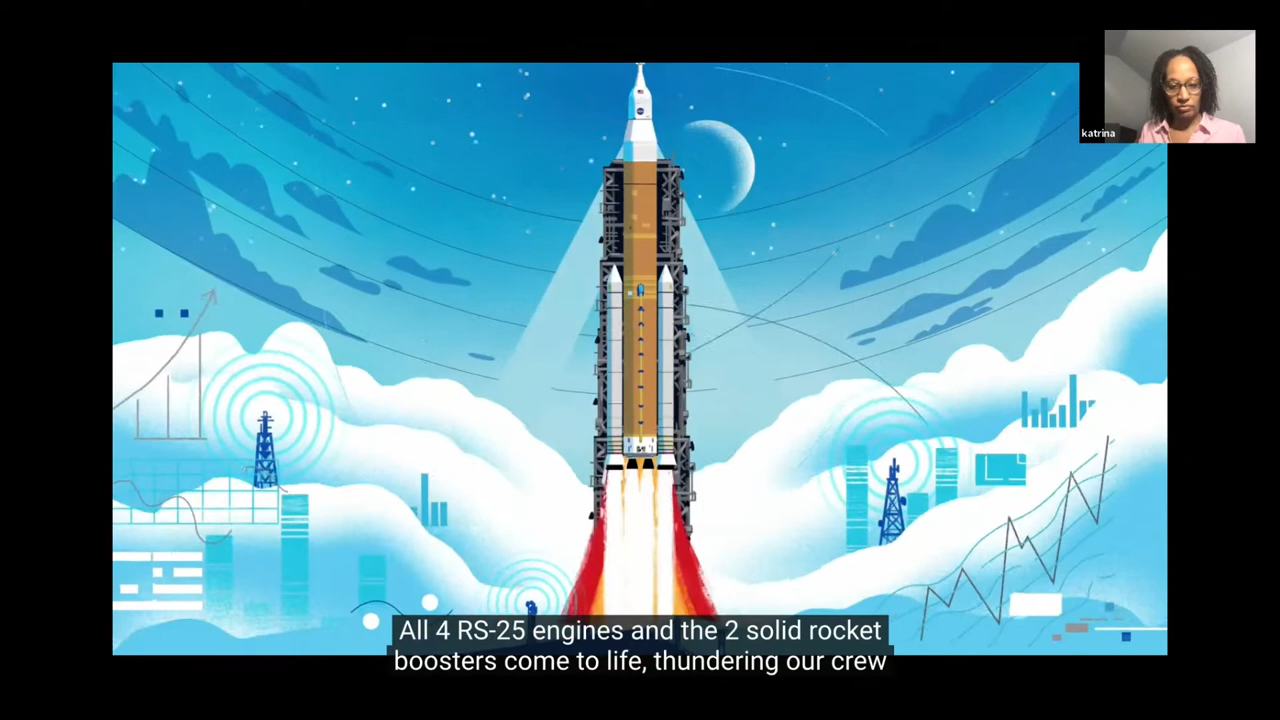 katrina
All 4 RS-25 engines and the 2 solid rocket
boosters come to life, thundering our crew